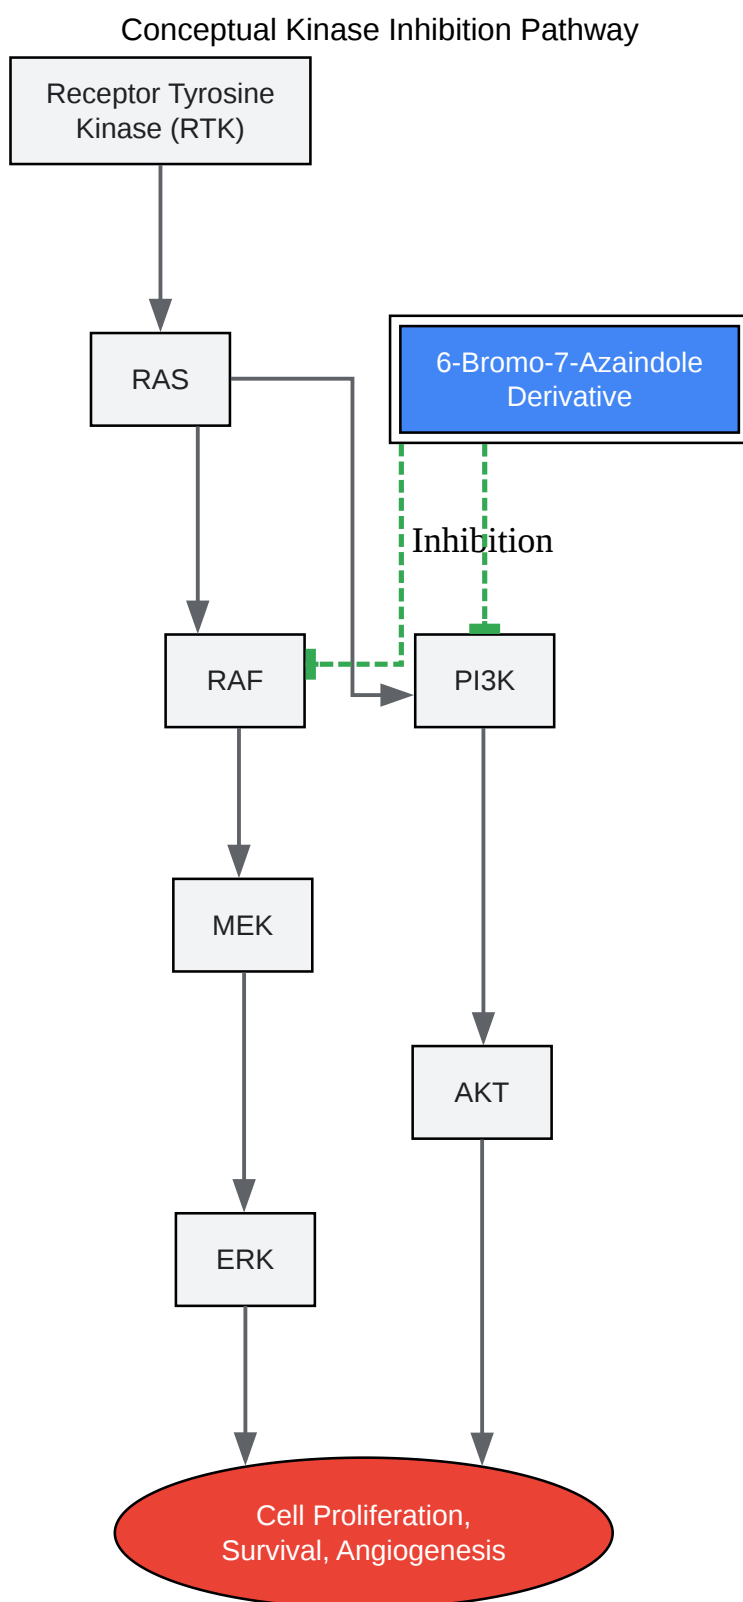 Conceptual Kinase Inhibition Pathway
Receptor Tyrosine
Kinase (RTK)
RAS
6-Bromo-7-Azaindole
Derivative
Inhibition
RAF
PI3K
MEK
AKT
ERK
Cell Proliferation,
Survival, Angiogenesis